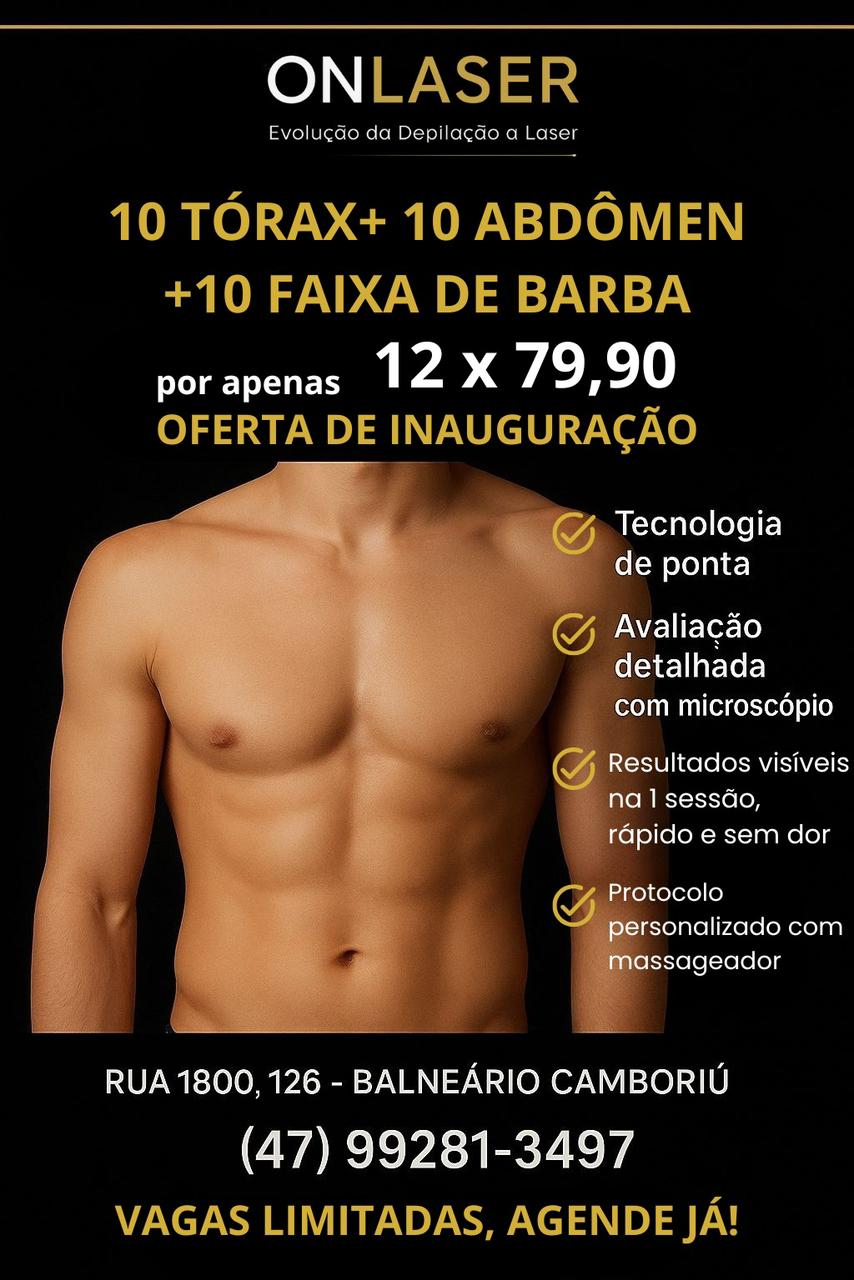 ONLASER
Evolução da Depilação a Laser
10 TÓRAX+ 10 ABDÔMEN
+10 FAIXA DE BARBA
por apenas 12 x 79,90
OFERTA DE INAUGURAÇÃO
Tecnologia
de ponta
Avaliação
detalhada
com microscópio
Resultados visíveis
na 1 sessão,
rápido e sem dor
Protocolo
personalizado com
massageador
RUA 1800, 126 - BALNEÁRIO CAMBORIÚ
(47) 99281-3497
VAGAS LIMITADAS, AGENDE JÁ!